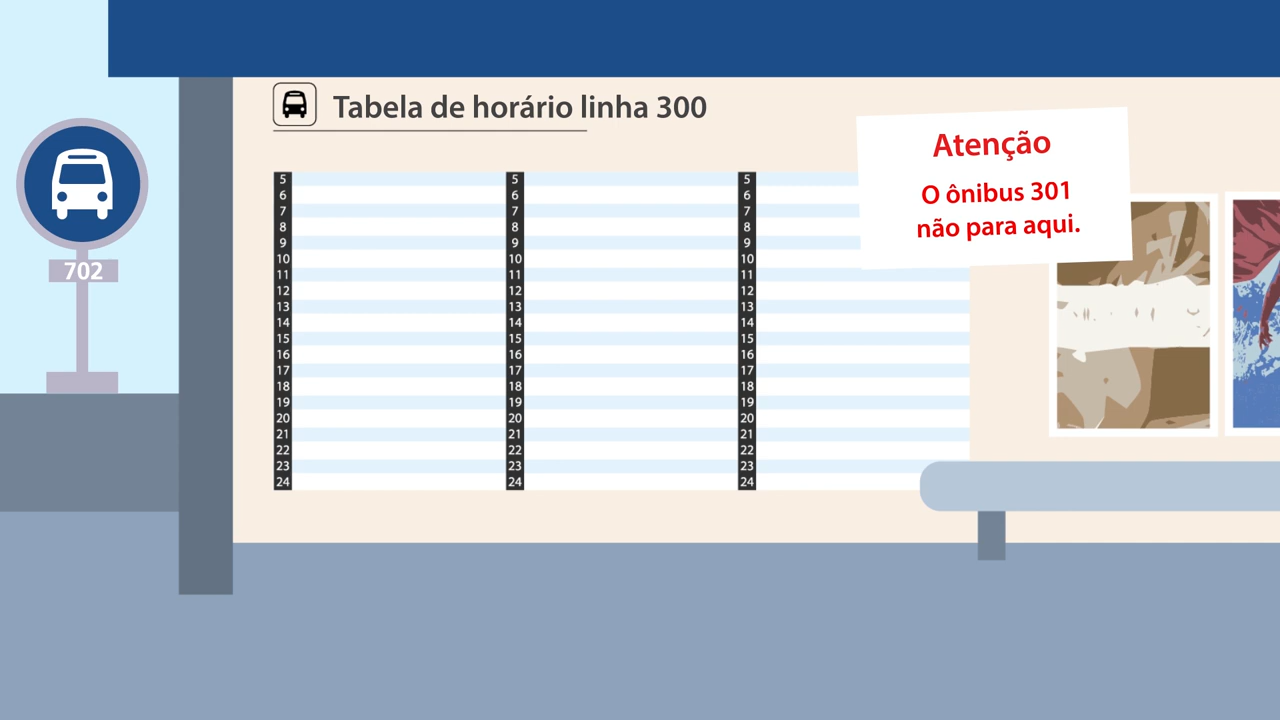 Tabela de horário linha 300
Atenção
O ônibus 301
não para aqui.
702
5 5 5
6 6 6
7 7 7
8 8 8
9 9 9
10 10 10
11 11 11
12 12 12
13 13 13
14 14 14
15 15 15
16 16 16
17 17 17
18 18 18
19 19 19
20 20 20
21 21 21
22 22 22
23 23 23
24 24 24